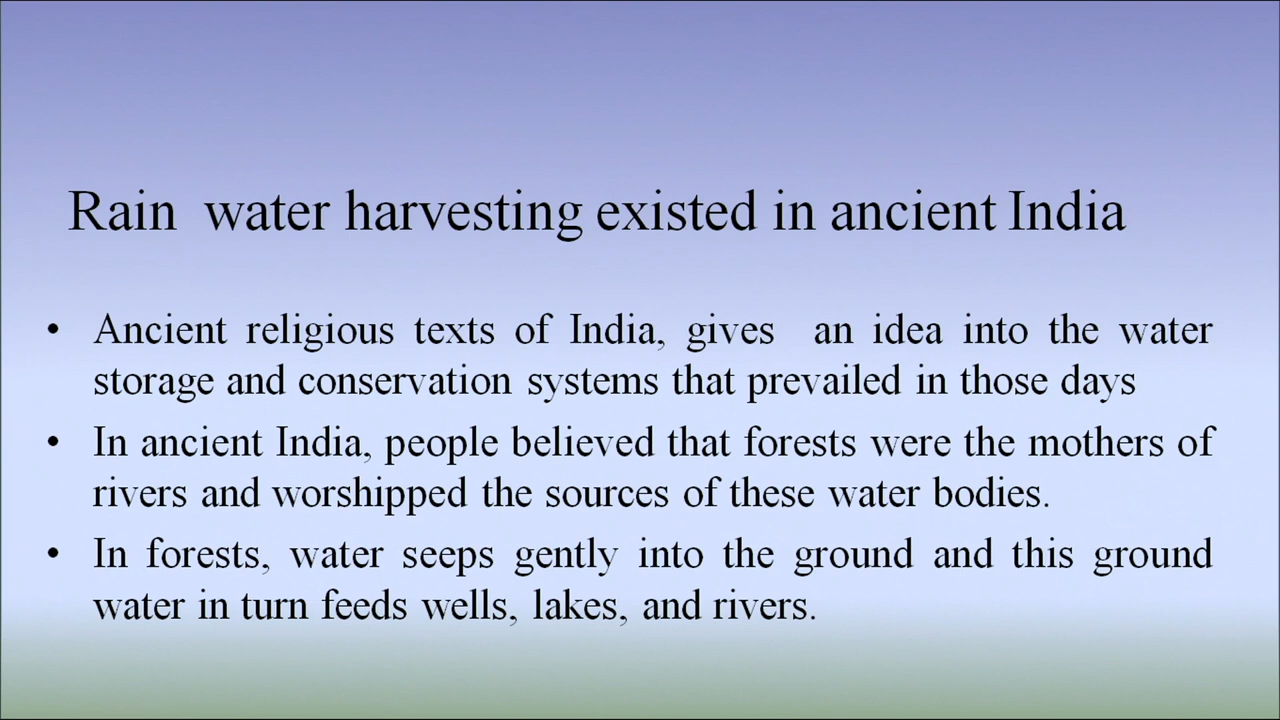 Rain water harvesting existed in ancient India
• Ancient religious texts of India, gives an idea into the water
storage and conservation systems that prevailed in those days
• In ancient India, people believed that forests were the mothers of
rivers and worshipped the sources of these water bodies.
• In forests, water seeps gently into the ground and this ground
water in turn feeds wells, lakes, and rivers.